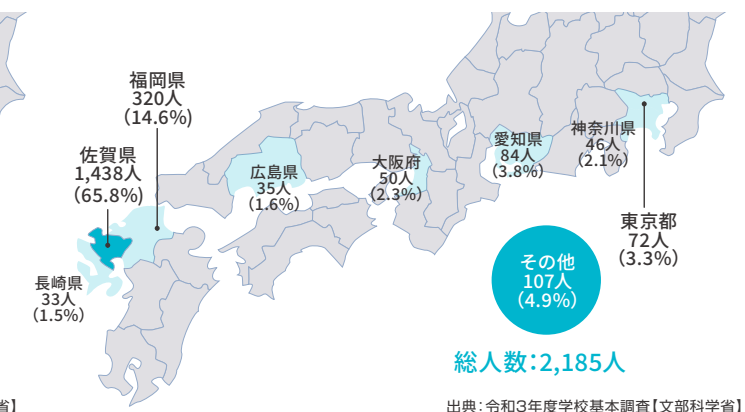 福岡県
320人
(14.6%)
佐賀県
1,438人
(65.8%)
長崎県
33人
(1.5%)
広島県
35人
(1.6%)
大阪府
50人
(2.3%)
愛知県
84人
(3.8%)
神奈川県
46人
(2.1%)
東京都
72人
(3.3%)
その他
107人
(4.9%)
総人数:2,185人
省】
出典:令和3年度学校基本調査【文部科学省】